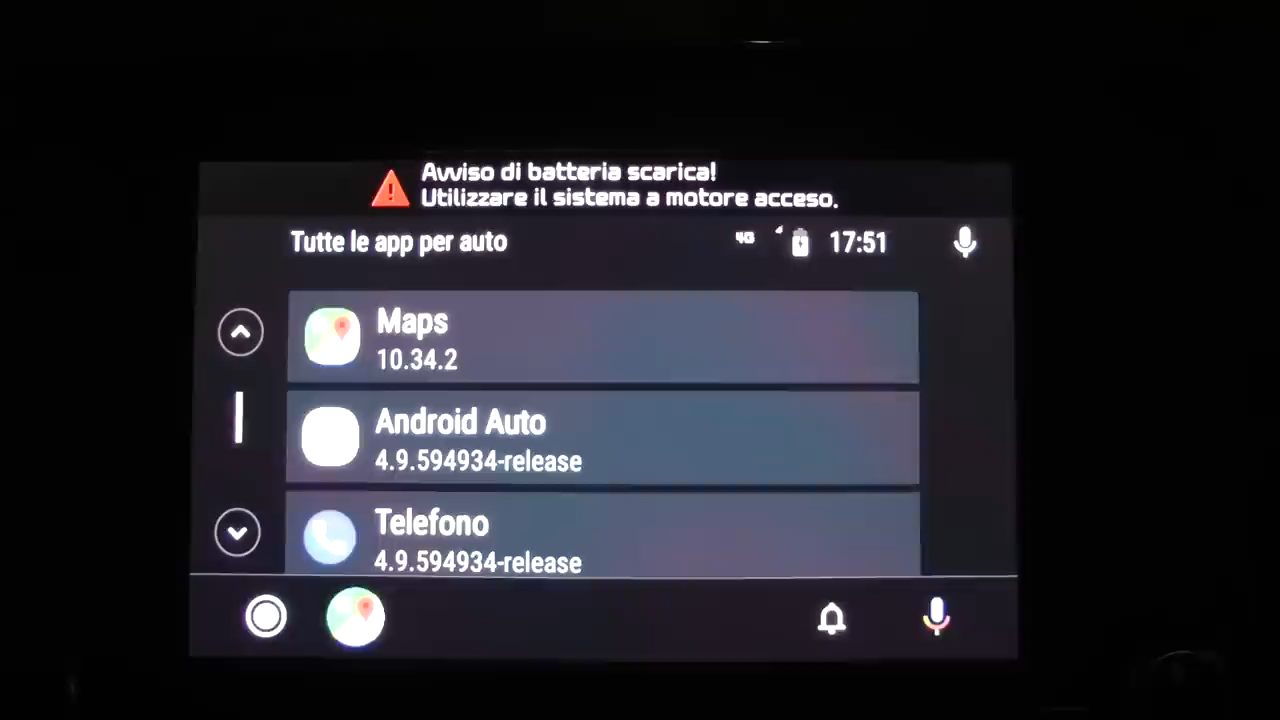 Avviso di batteria scarica!
Utilizzare il sistema a motore acceso.
Tutte le app per auto
4G
17:51
Maps
10.34.2
Android Auto
4.9.594934-release
Telefono
4.9.594934-release